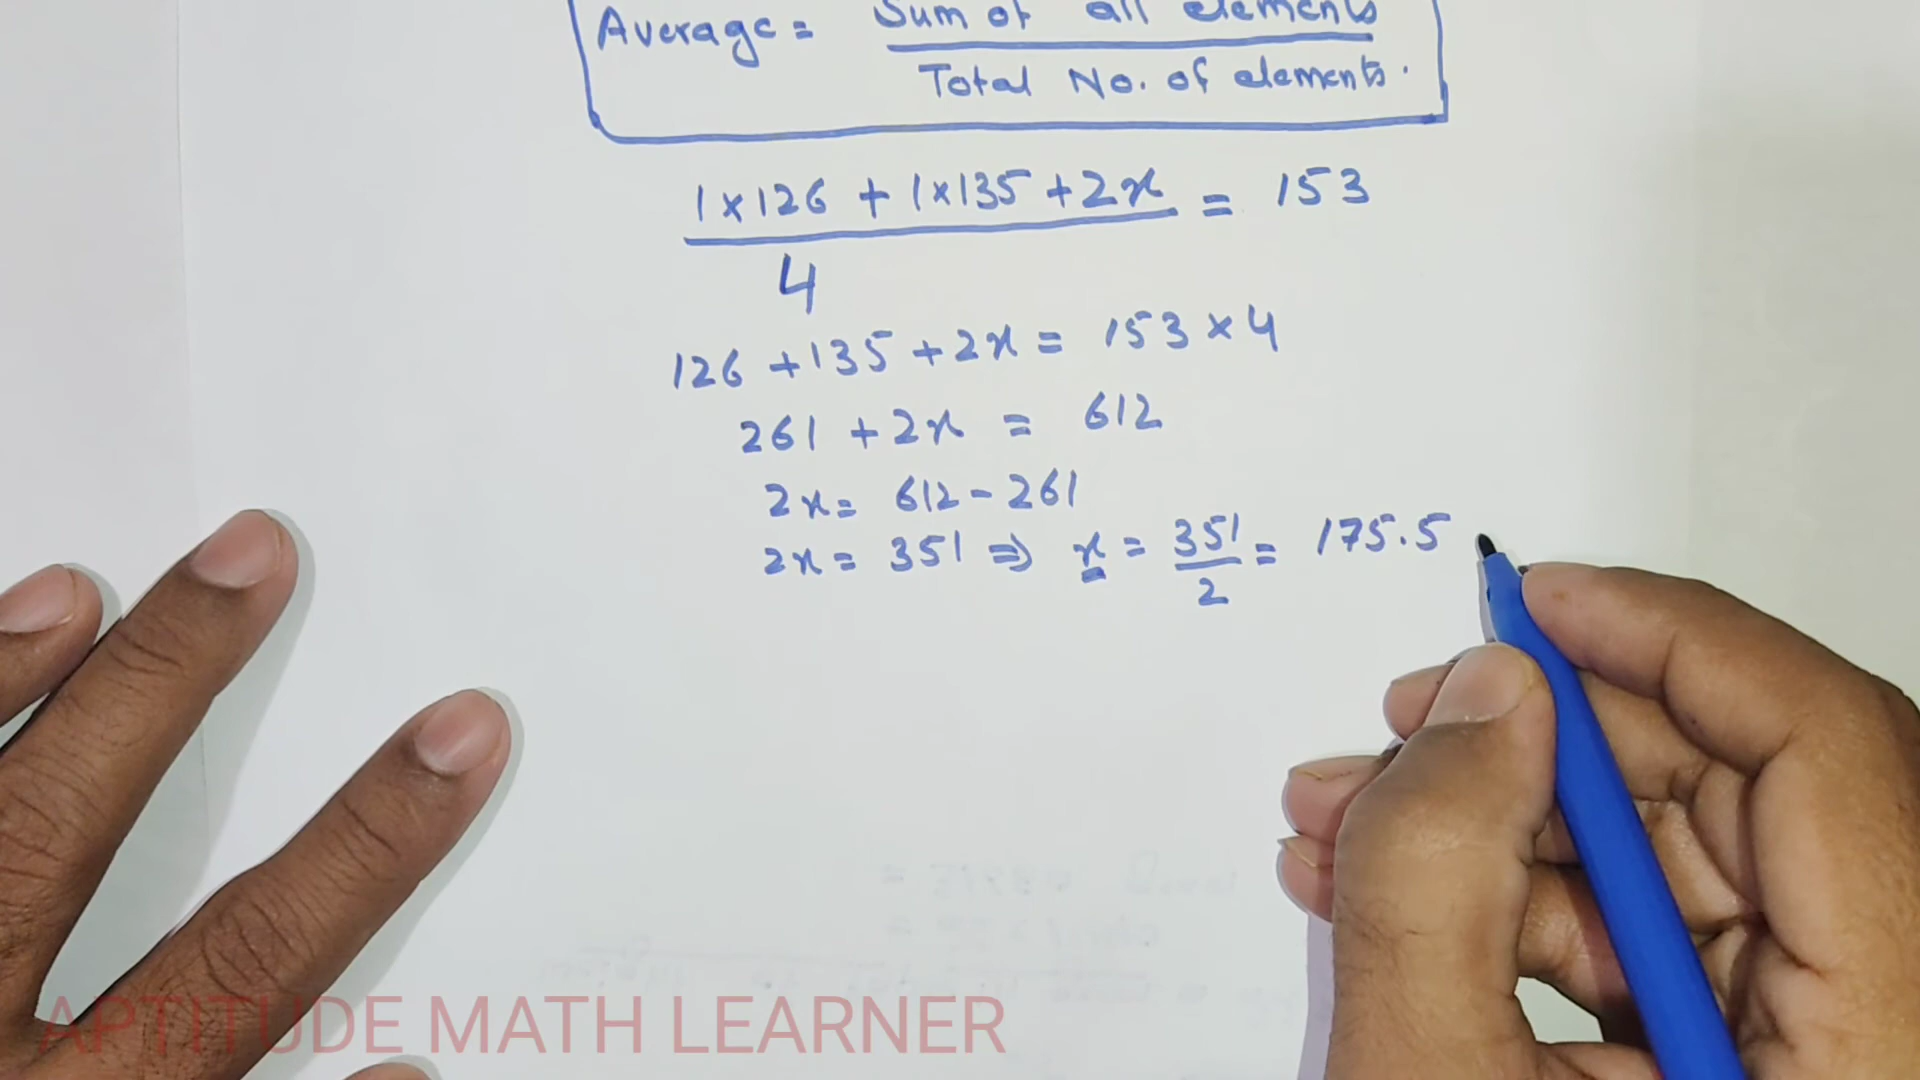 Average = Sum of all elements
Total No. of elements.
1×126 + 1×135 + 2x = 153
4
126 + 135 + 2x = 153 × 4
261 + 2x = 612
2x = 612 - 261
2x = 351 ⇒ x = 351 = 175.5
2
APTITUDE MATH LEARNER